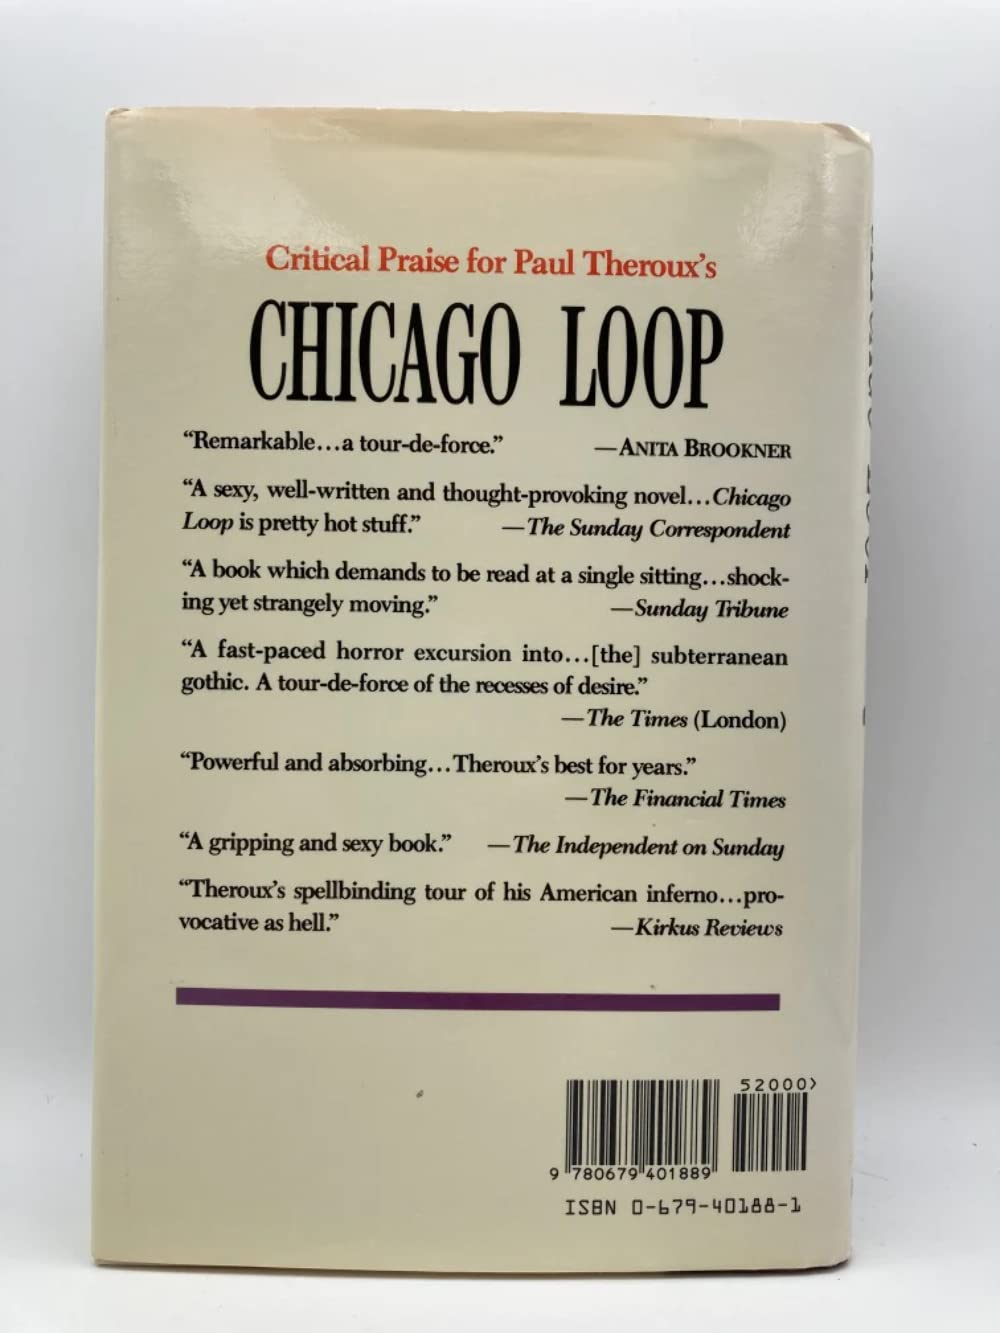 Critical Praise for Paul Theroux's
CHICAGO LOOP
“Remarkable...a tour-de-force.” —ANITA BROOKNER
“A sexy, well-written and thought-provoking novel...Chicago
Loop is pretty hot stuff.” —The Sunday Correspondent
“A book which demands to be read at a single sitting...shock-
ing yet strangely moving.” —Sunday Tribune
“A fast-paced horror excursion into...[the] subterranean
gothic. A tour-de-force of the recesses of desire.”
—The Times (London)
“Powerful and absorbing...Theroux's best for years.”
—The Financial Times
“A gripping and sexy book.” —The Independent on Sunday
“Theroux's spellbinding tour of his American inferno...pro-
vocative as hell.” —Kirkus Reviews
52000>
9 780679 401889
ISBN 0-679-40188-1